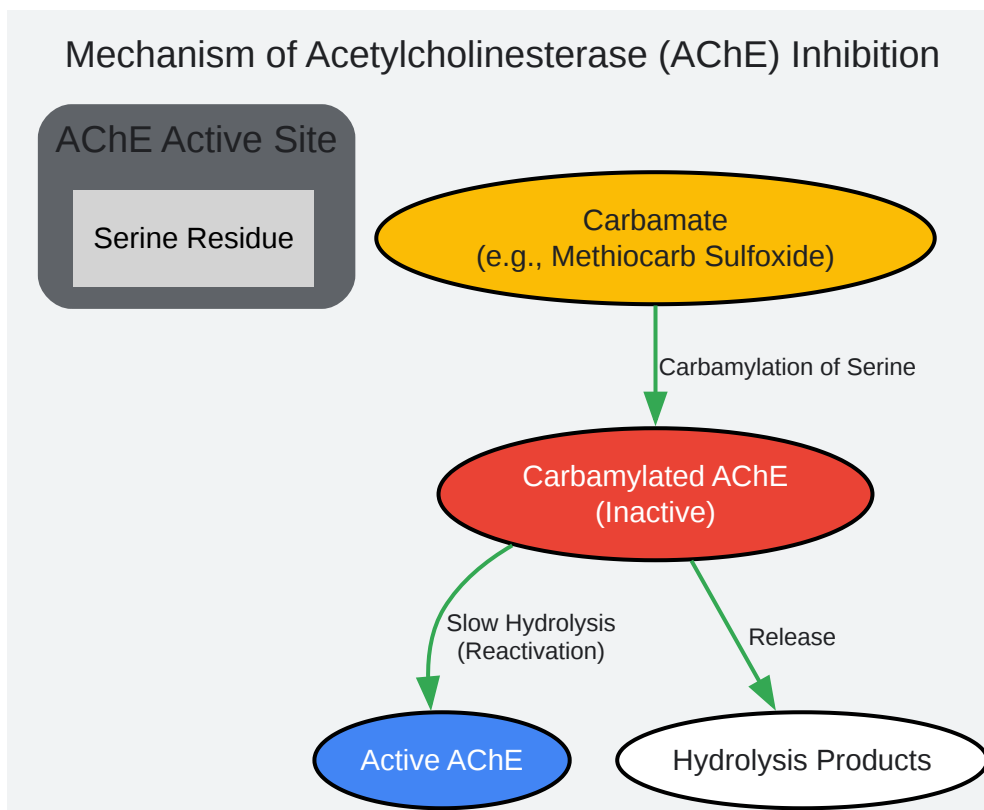 Mechanism of Acetylcholinesterase (AChE) Inhibition
AChE Active Site
Serine Residue
Carbamate
(e.g., Methiocarb Sulfoxide)
Carbamylation of Serine
Carbamylated AChE
(Inactive)
Slow Hydrolysis
(Reactivation)
Release
Active AChE
Hydrolysis Products